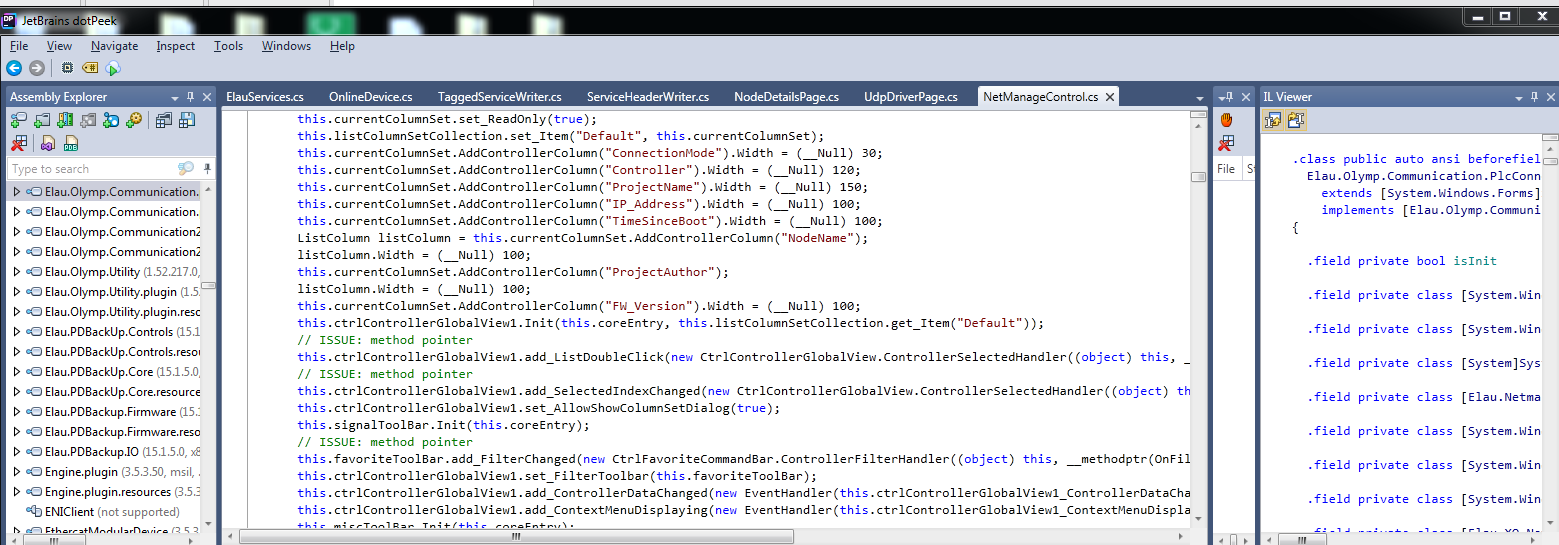 JetBrains dotPeek
File View Navigate Inspect Tools Windows Help
Assembly Explorer
Type to search
Elau.Olymp.Communication.
Elau.Olymp.Communication.
Elau.Olymp.Communication2
Elau.Olymp.Communication2
Elau.Olymp.Utility (1.52.217.0,
Elau.Olymp.Utility.plugin (1.5
Elau.Olymp.Utility.plugin.reso
Elau.PDBackUp.Controls (15.1
Elau.PDBackUp.Controls.resou
Elau.PDBackUp.Core (15.1.5.0,
Elau.PDBackUp.Core.resource
Elau.PDBackup.Firmware (15.
Elau.PDBackup.Firmware.reso
Elau.PDBackup.IO (15.1.5.0, x8
Engine.plugin (3.5.3.50, msil,
Engine.plugin.resources (3.5.3
ENIClient (not supported)
EthercatModularDevice (3.5.3
ElauServices.cs OnlineDevice.cs TaggedServiceWriter.cs ServiceHeaderWriter.cs NodeDetailsPage.cs UdpDriverPage.cs NetManageControl.cs
this.currentColumnSet.set_ReadOnly(true);
this.listColumnSetCollection.set_Item("Default", this.currentColumnSet);
this.currentColumnSet.AddControllerColumn("ConnectionMode").Width = (__Null) 30;
this.currentColumnSet.AddControllerColumn("Controller").Width = (__Null) 120;
this.currentColumnSet.AddControllerColumn("ProjectName").Width = (__Null) 150;
this.currentColumnSet.AddControllerColumn("IP_Address").Width = (__Null) 100;
this.currentColumnSet.AddControllerColumn("TimeSinceBoot").Width = (__Null) 100;
ListColumn listColumn = this.currentColumnSet.AddControllerColumn("NodeName");
listColumn.Width = (__Null) 100;
this.currentColumnSet.AddControllerColumn("ProjectAuthor");
listColumn.Width = (__Null) 100;
this.currentColumnSet.AddControllerColumn("FW_Version").Width = (__Null) 100;
this.ctrlControllerGlobalView1.Init(this.coreEntry, this.listColumnSetCollection.get_Item("Default"));
// ISSUE: method pointer
this.ctrlControllerGlobalView1.add_ListDoubleClick(new CtrlControllerGlobalView.ControllerSelectedHandler((object) this, _
// ISSUE: method pointer
this.ctrlControllerGlobalView1.add_SelectedIndexChanged(new CtrlControllerGlobalView.ControllerSelectedHandler((object) th
this.ctrlControllerGlobalView1.set_AllowShowColumnSetDialog(true);
this.signalToolBar.Init(this.coreEntry);
// ISSUE: method pointer
this.favoriteToolBar.add_FilterChanged(new CtrlFavoriteCommandBar.ControllerFilterHandler((object) this, __methodptr(OnFil
this.ctrlControllerGlobalView1.set_FilterToolbar(this.favoriteToolBar);
this.ctrlControllerGlobalView1.add_ControllerDataChanged(new EventHandler(this.ctrlControllerGlobalView1_ControllerDataCha
this.ctrlControllerGlobalView1.add_ContextMenuDisplaying(new EventHandler(this.ctrlControllerGlobalView1_ContextMenuDispla
this.miscToolBar.Init(this.coreEntry);
File St
IL Viewer
.class public auto ansi beforefiel
Elau.Olymp.Communication.PlcConn
extends [System.Windows.Forms]
implements [Elau.Olymp.Communi
{
.field private bool isInit
.field private class [System.Win
.field private class [System.Win
.field private class [System]Sys
.field private class [Elau.Netma
.field private class [System.Win
.field private class [System.Win
.field private class [System.Win
.field private class [Elau.XO.Ne